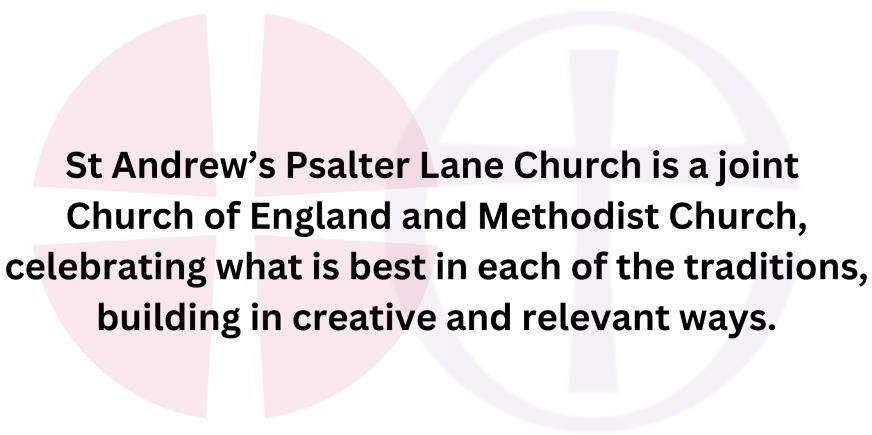 St Andrew’s Psalter Lane Church is a joint
Church of England and Methodist Church,
celebrating what is best in each of the traditions,
building in creative and relevant ways.